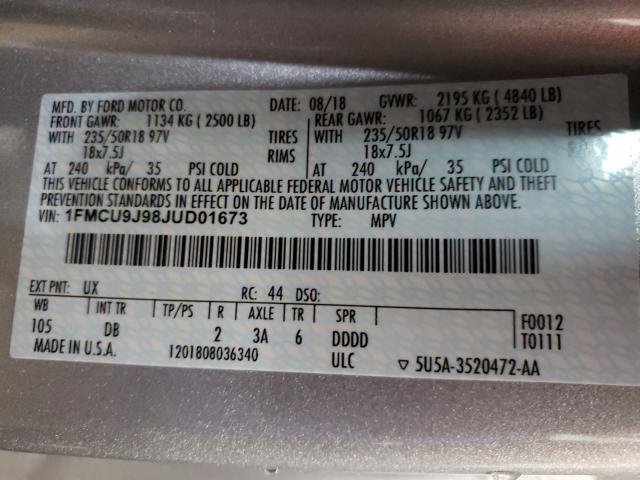 MFD. BY FORD MOTOR CO. DATE: 08/18 GVWR: 2195 KG ( 4840 LB)
FRONT GAWR: 1134 KG ( 2500 LB) REAR GAWR: 1067 KG ( 2352 LB)
WITH 235/50R18 97V TIRES WITH 235/50R18 97V TIRES
18x7.5J RIMS 18x7.5J
AT 240 kPa/ 35 PSI COLD AT 240 kPa/ 35 PSI COLD
THIS VEHICLE CONFORMS TO ALL APPLICABLE FEDERAL MOTOR VEHICLE SAFETY AND THEFT
PREVENTION STANDARDS IN EFFECT ON THE DATE OF MANUFACTURE SHOWN ABOVE.
VIN: 1FMCU9J98JUD01673 TYPE: MPV
EXT PNT: UX RC: 44 DSO:
WB INT TR TP/PS R AXLE TR SPR F0012
105 DB 2 3A 6 DDDD T0111
MADE IN U.S.A. 1201808036340 ULC ▽ 5U5A-3520472-AA